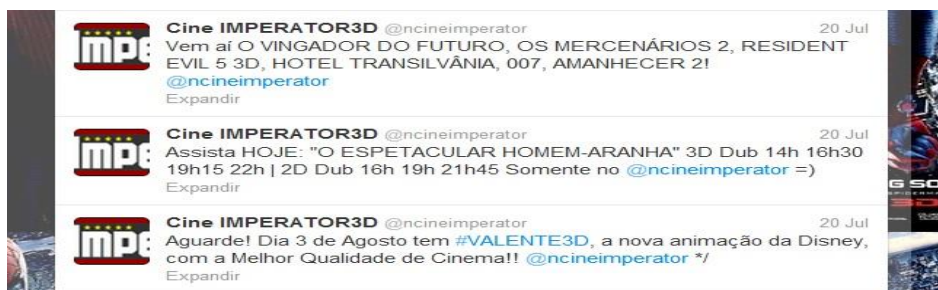 Cine IMPERATOR3D @ncineimperator 20 Jul
Vem aí O VINGADOR DO FUTURO, OS MERCENÁRIOS 2, RESIDENT
EVIL 5 3D, HOTEL TRANSILVÂNIA, 007, AMANHECER 2!
@ncineimperator
Expandir
Cine IMPERATOR3D @ncineimperator 20 Jul
Assista HOJE: "O ESPETACULAR HOMEM-ARANHA" 3D Dub 14h 16h30
19h15 22h | 2D Dub 16h 19h 21h45 Somente no @ncineimperator =)
Expandir
Cine IMPERATOR3D @ncineimperator 20 Jul
Aguarde! Dia 3 de Agosto tem #VALENTE3D, a nova animação da Disney,
com a Melhor Qualidade de Cinema!! @ncineimperator */
Expandir